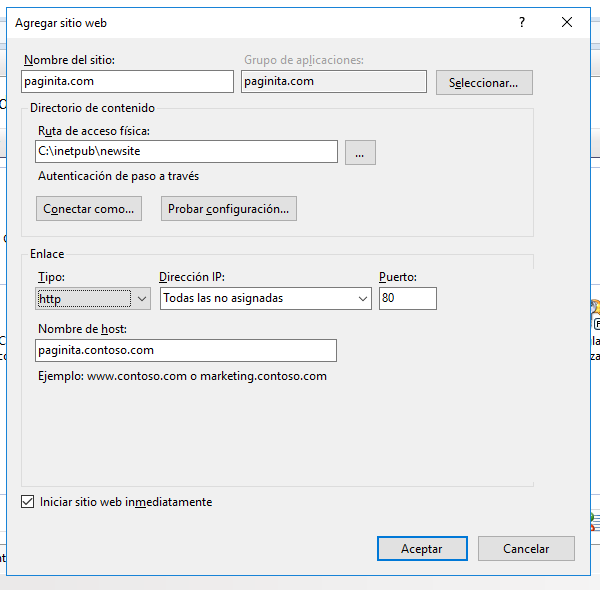 Agregar sitio web
?
Nombre del sitio:
Grupo de aplicaciones:
paginita.com
paginita.com
Seleccionar...
Directorio de contenido
Ruta de acceso física:
C:\inetpub\newsite
...
Autenticación de paso a través
Conectar como...
Probar configuración...
Enlace
Tipo:
Dirección IP:
Puerto:
http
Todas las no asignadas
80
Nombre de host:
paginita.contoso.com
Ejemplo: www.contoso.com o marketing.contoso.com
Iniciar sitio web inmediatamente
Aceptar
Cancelar